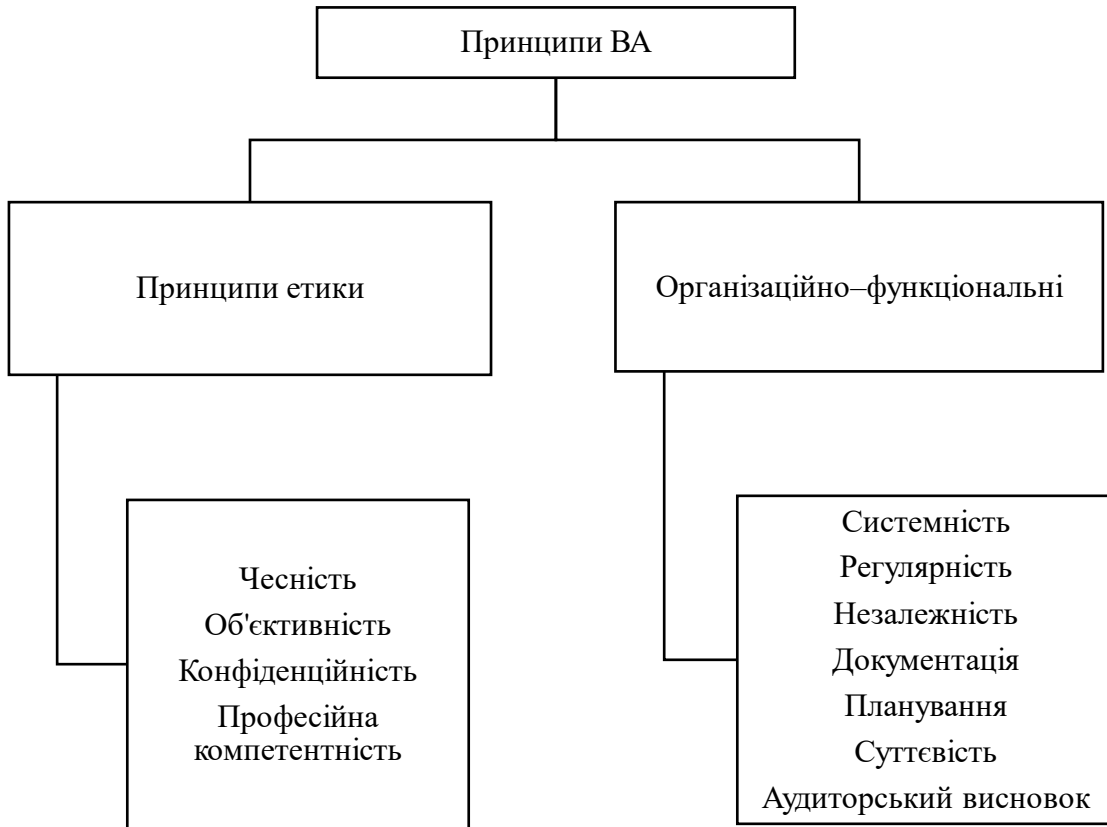 Принципи ВА
Принципи етики
Організаційно–функціональні
Чесність
Об'єктивність
Конфіденційність
Професійна
компетентність
Системність
Регулярність
Незалежність
Документація
Планування
Суттєвість
Аудиторський висновок